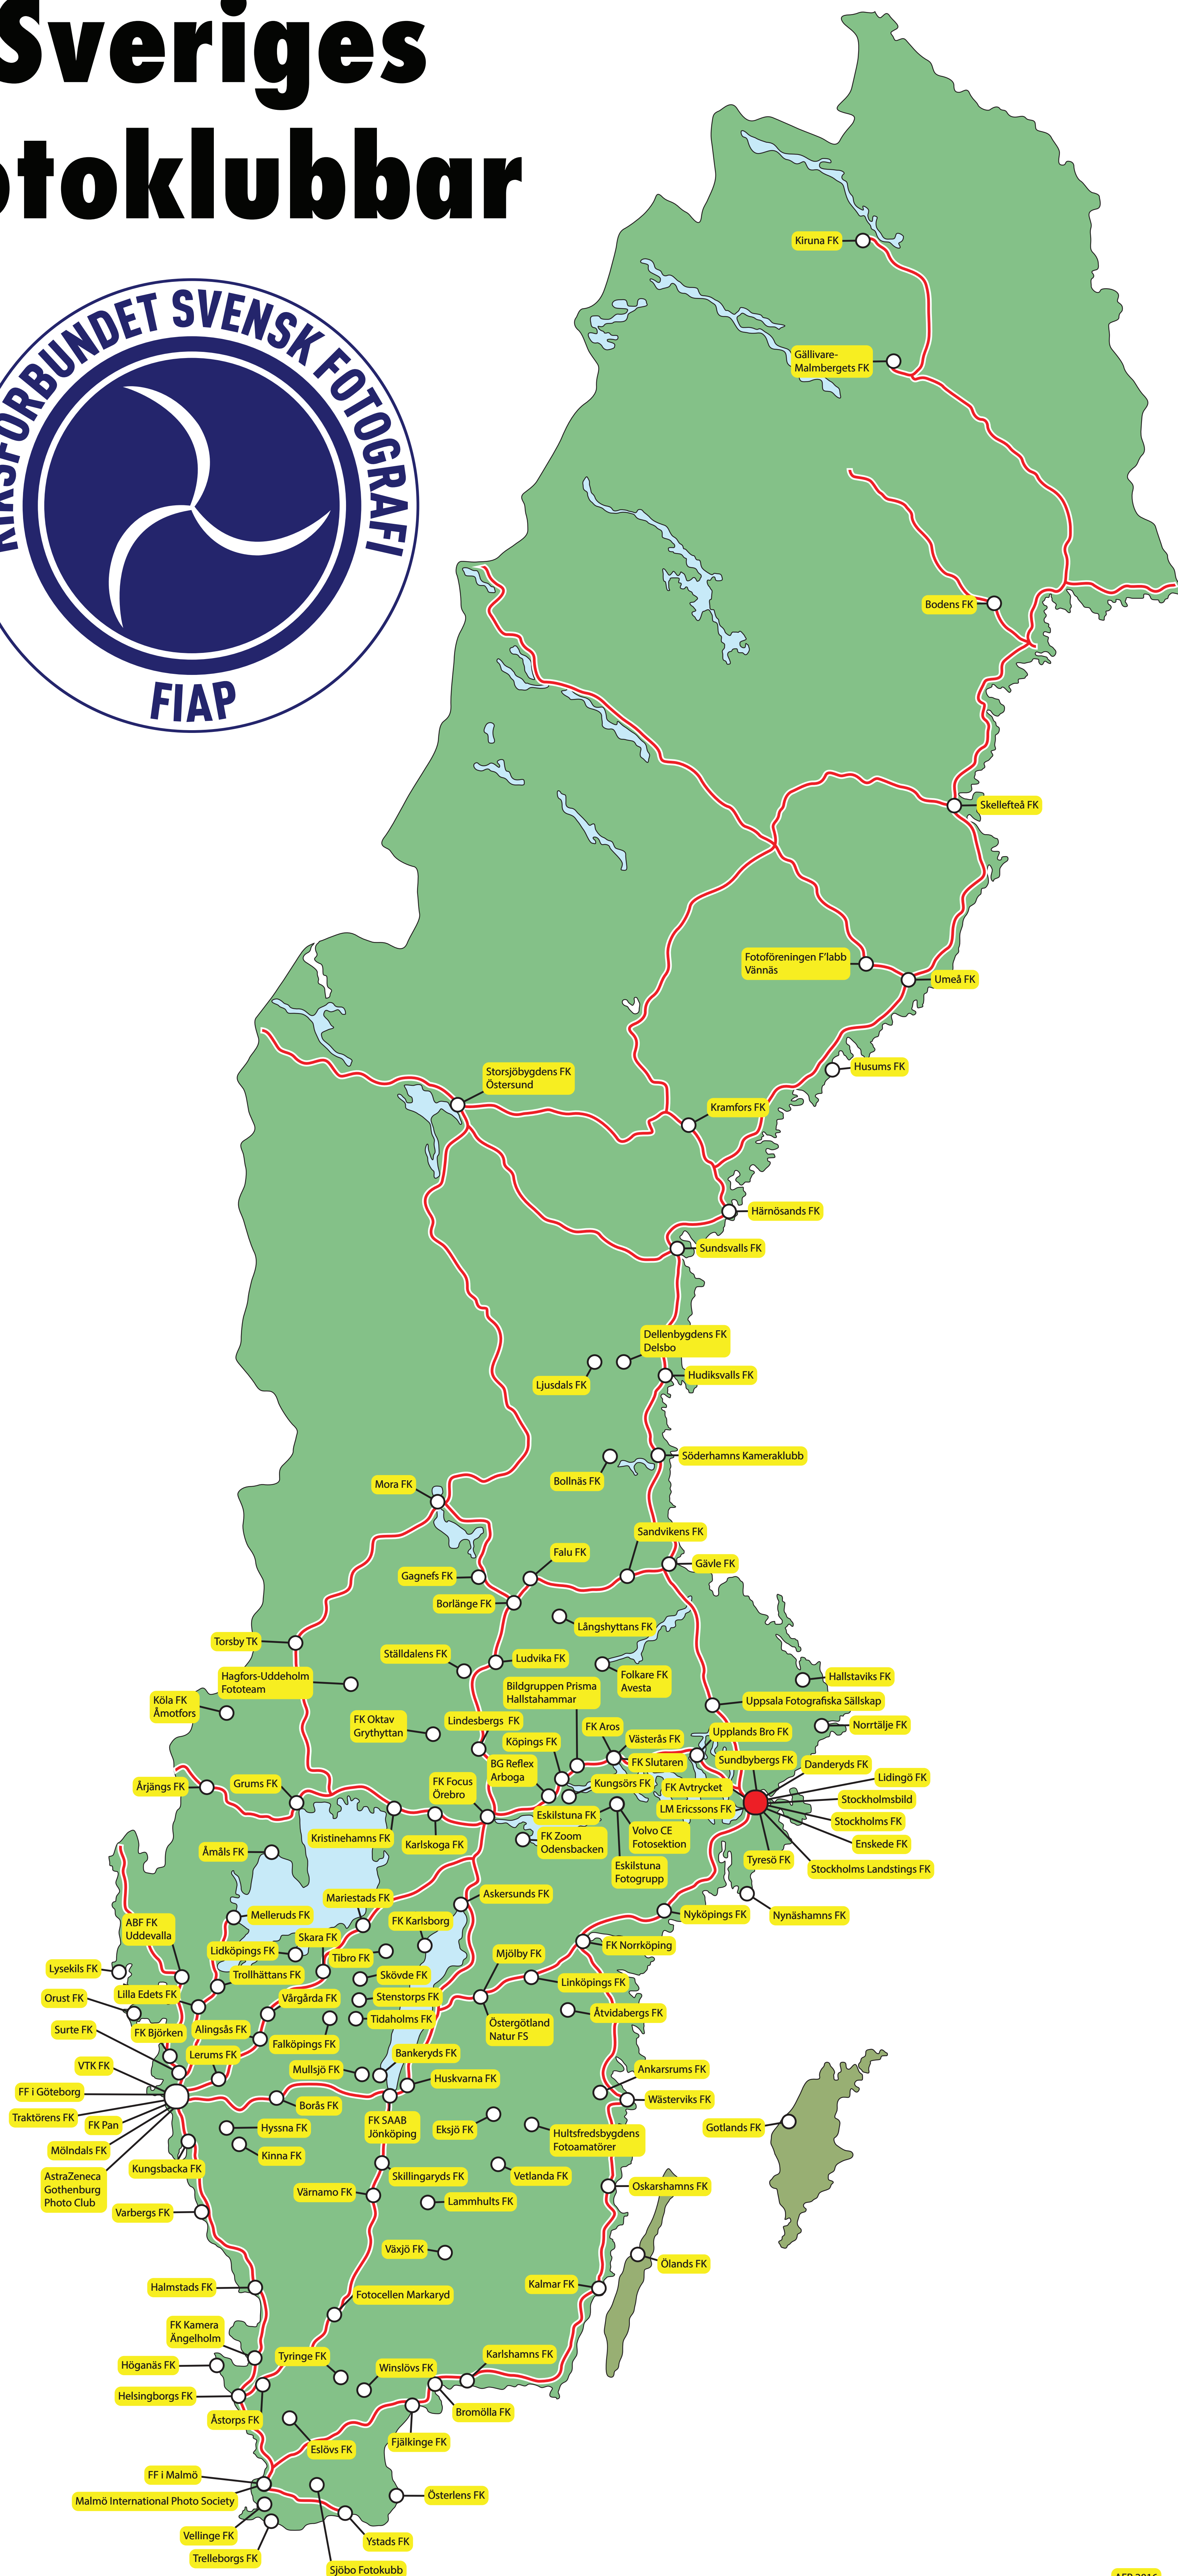 Sveriges
otoklubbar
RIKSFÖRBUNDET SVENSK FOTOGRAFI
FIAP
Kiruna FK
Gällivare-
Malmbergets FK
Bodens FK
Skellefteå FK
Fotoföreningen F'labb
Vännäs
Umeå FK
Husums FK
Storsjöbygdens FK
Östersund
Kramfors FK
Härnösands FK
Sundsvalls FK
Dellenbygdens FK
Delsbo
Hudiksvalls FK
Ljusdals FK
Söderhamns Kameraklubb
Bollnäs FK
Mora FK
Sandvikens FK
Falu FK
Gävle FK
Gagnefs FK
Borlänge FK
Långshyttans FK
Torsby TK
Ställdalens FK
Ludvika FK
Hagfors-Uddeholm
Fototeam
Folkare FK
Avesta
Hallstaviks FK
Bildgruppen Prisma
Hallstahammar
Köla FK
Åmotfors
Uppsala Fotografiska Sällskap
FK Oktav
Grythyttan
Lindesbergs FK
FK Aros
Norrtälje FK
Köpings FK
Västerås FK
Upplands Bro FK
FK Slutaren
Sundbybergs FK
Danderyds FK
BG Reflex
Arboga
Lidingö FK
Årjängs FK
Grums FK
FK Focus
Örebro
Kungsörs FK
FK Avtrycket
Stockholmsbild
LM Ericssons FK
Eskilstuna FK
Stockholms FK
Kristinehamns FK
Karlskoga FK
FK Zoom
Odensbacken
Volvo CE
Fotosektion
Enskede FK
Åmåls FK
Tyresö FK
Stockholms Landstings FK
Eskilstuna
Fotogrupp
Mariestads FK
Askersunds FK
Melleruds FK
Nyköpings FK
Nynäshamns FK
ABF FK
Uddevalla
FK Karlsborg
Skara FK
Lidköpings FK
Tibro FK
Mjölby FK
FK Norrköping
Lysekils FK
Trollhättans FK
Skövde FK
Linköpings FK
Orust FK
Lilla Edets FK
Vårgårda FK
Stenstorps FK
Åtvidabergs FK
Surte FK
FK Björken
Alingsås FK
Falköpings FK
Tidaholms FK
Östergötland
Natur FS
VTK FK
Lerums FK
Mullsjö FK
Bankeryds FK
Ankarsrums FK
FF i Göteborg
Huskvarna FK
Traktörens FK
FK Pan
Borås FK
Wästerviks FK
Gotlands FK
Mölndals FK
Hyssna FK
FK SAAB
Jönköping
Eksjö FK
Hultsfredsbygdens
Fotoamatörer
Kinna FK
AstraZeneca
Gothenburg
Photo Club
Kungsbacka FK
Skillingaryds FK
Vetlanda FK
Oskarshamns FK
Värnamo FK
Lammhults FK
Varbergs FK
Växjö FK
Ölands FK
Halmstads FK
Kalmar FK
Fotocellen Markaryd
FK Kamera
Ängelholm
Tyringe FK
Karlshamns FK
Höganäs FK
Winslövs FK
Helsingborgs FK
Bromölla FK
Åstorps FK
Fjälkinge FK
Eslövs FK
FF i Malmö
Österlens FK
Malmö International Photo Society
Vellinge FK
Ystads FK
Trelleborgs FK
Sjöbo Fotokubb